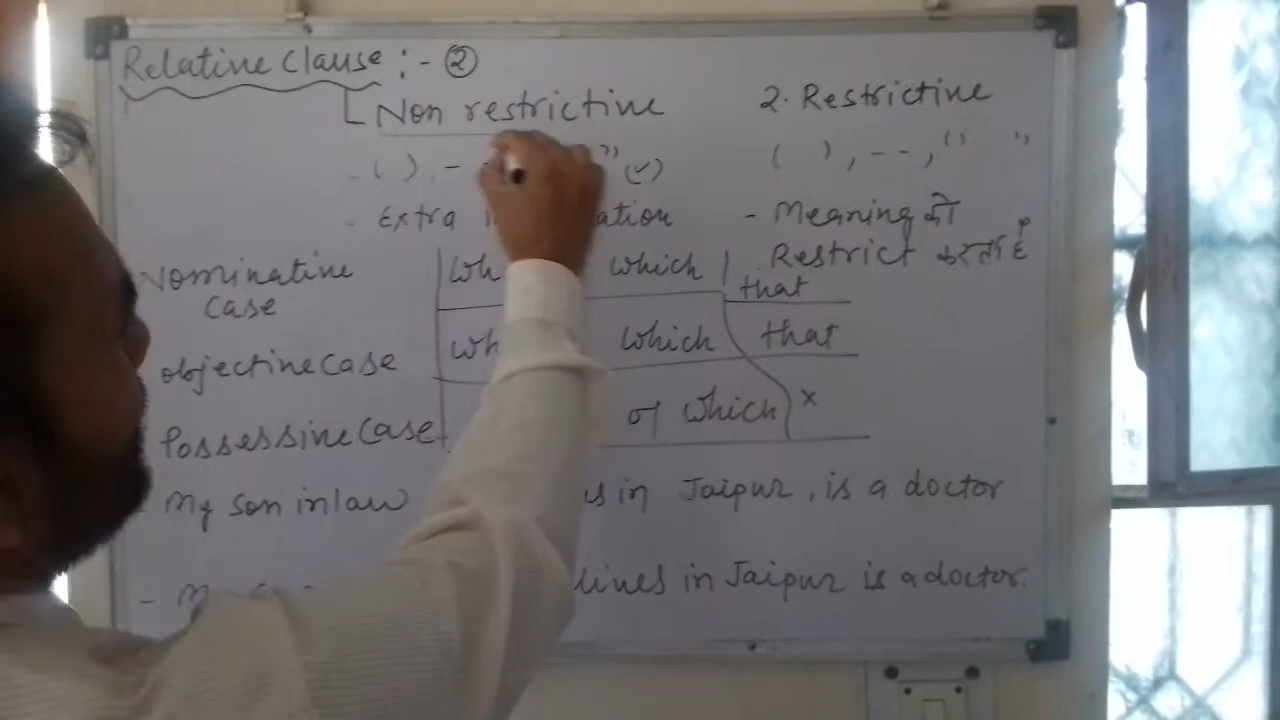 Relative Clause :- ②
Non restrictive
2. Restrictive
- ( ) , - " (✓)
( ) , -- , " "
- Extra
- Meaning को
Restrict करता है
Nominative Case
which
that
Objective Case
which
that
Possessive Case
of which
×
My son in law in Jaipur, is a doctor
- lives in Jaipur is a doctor.